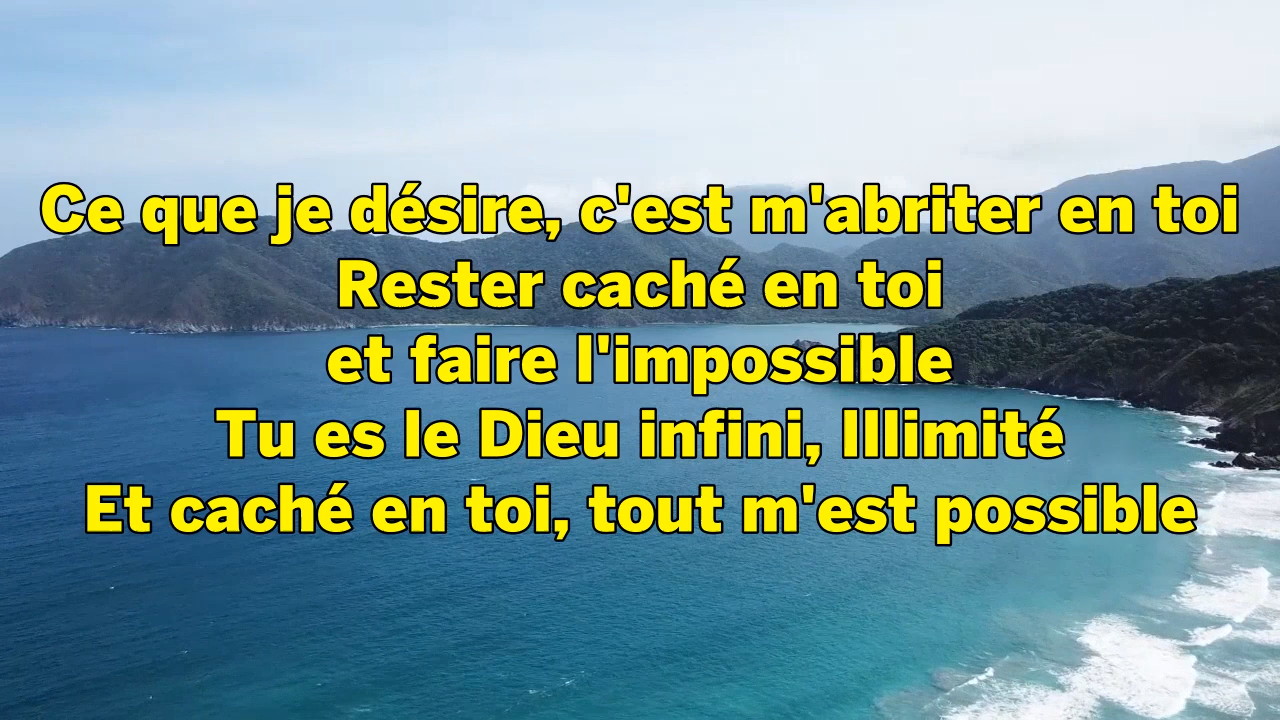 Ce que je désire, c'est m'abriter en toi
Rester caché en toi
et faire l'impossible
Tu es le Dieu infini, Illimité
Et caché en toi, tout m'est possible